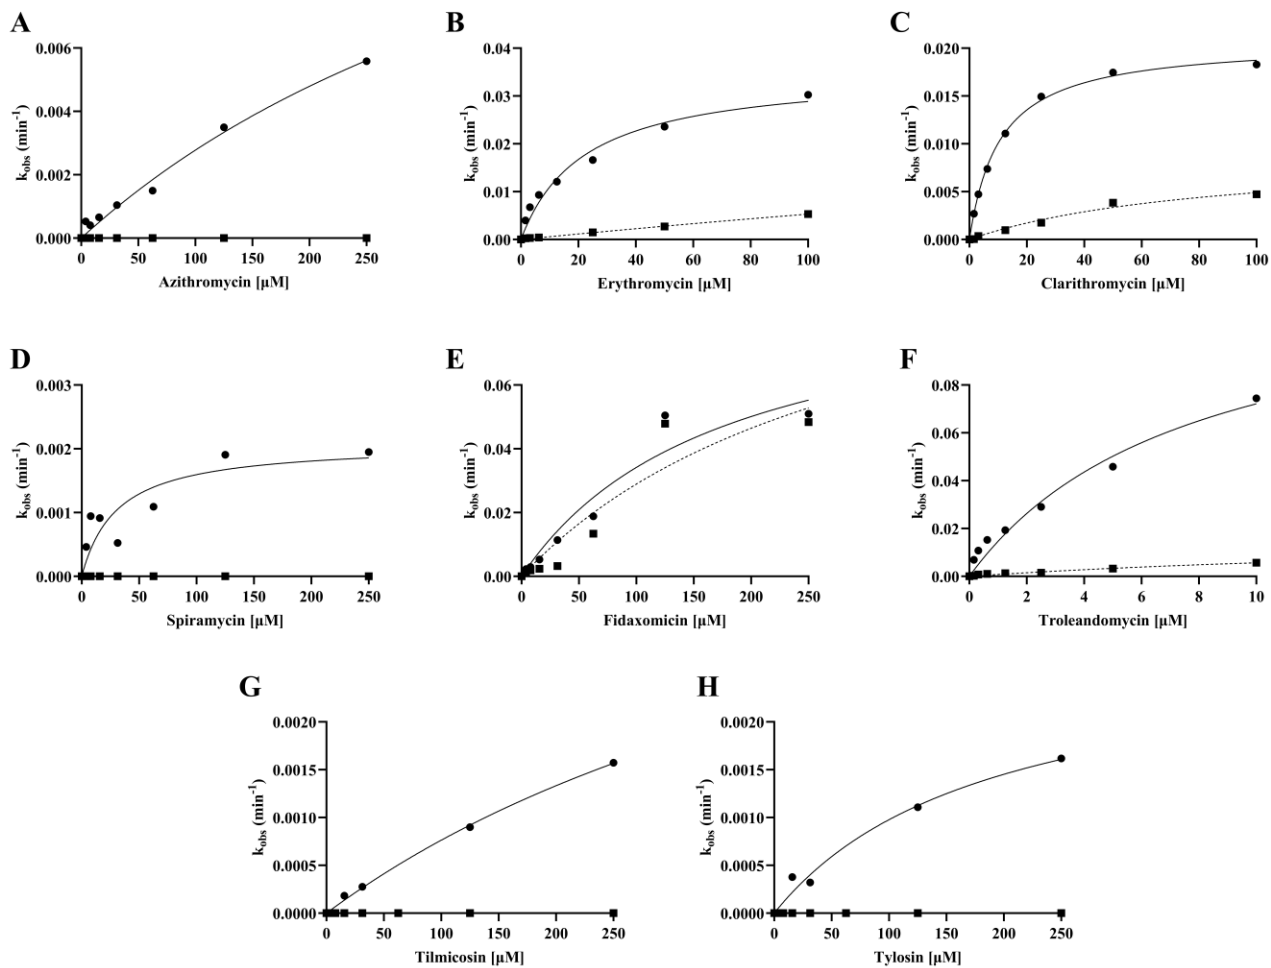 A
0.006
0.004
0.002
0.000
k_obs (min⁻¹)
0 50 100 150 200 250
Azithromycin [µM]
B
0.04
0.03
0.02
0.01
0.00
k_obs (min⁻¹)
0 20 40 60 80 100
Erythromycin [µM]
C
0.020
0.015
0.010
0.005
0.000
k_obs (min⁻¹)
0 20 40 60 80 100
Clarithromycin [µM]
D
0.003
0.002
0.001
0.000
k_obs (min⁻¹)
0 50 100 150 200 250
Spiramycin [µM]
E
0.06
0.04
0.02
0.00
k_obs (min⁻¹)
0 50 100 150 200 250
Fidaxomicin [µM]
F
0.08
0.06
0.04
0.02
0.00
k_obs (min⁻¹)
0 2 4 6 8 10
Troleandomycin [µM]
G
0.0020
0.0015
0.0010
0.0005
0.0000
k_obs (min⁻¹)
0 50 100 150 200 250
Tilmicosin [µM]
H
0.0020
0.0015
0.0010
0.0005
0.0000
k_obs (min⁻¹)
0 50 100 150 200 250
Tylosin [µM]